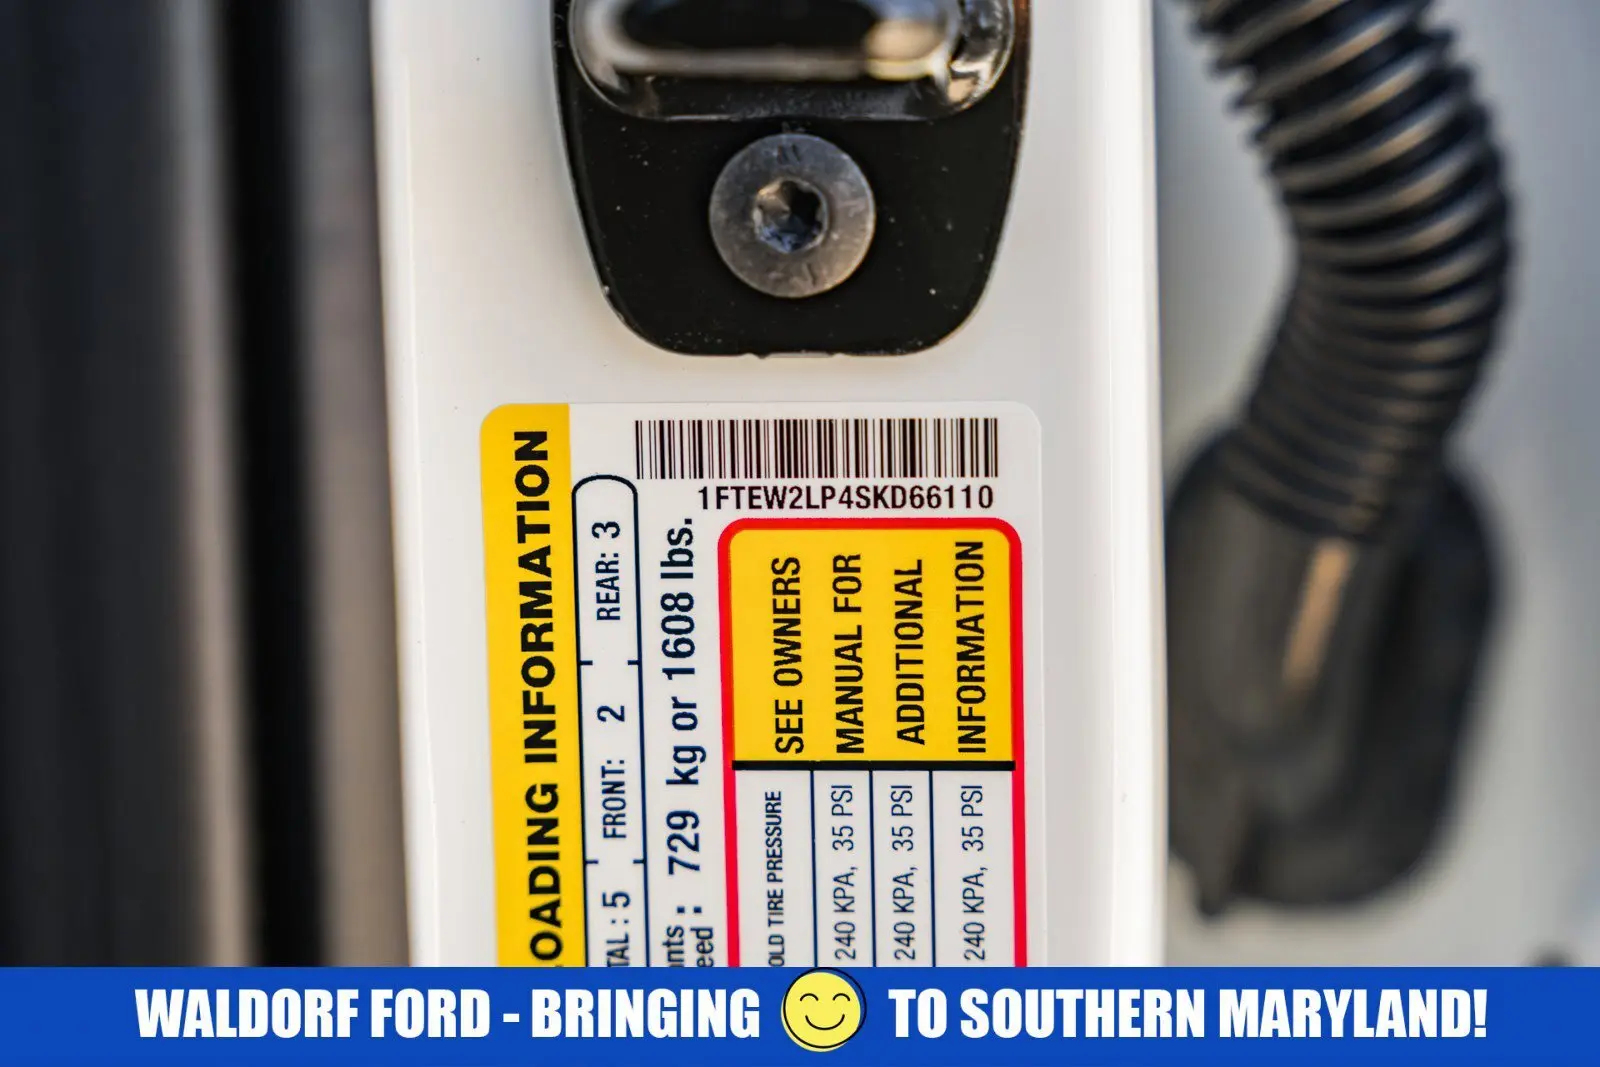 1FTEW2LP4SKD66110
OADING INFORMATION
TAL : 5 FRONT: 2 REAR: 3
: 729 kg or 1608 lbs.
OLD TIRE PRESSURE
240 KPA, 35 PSI
240 KPA, 35 PSI
240 KPA, 35 PSI
SEE OWNERS
MANUAL FOR
ADDITIONAL
INFORMATION
WALDORF FORD - BRINGING TO SOUTHERN MARYLAND!